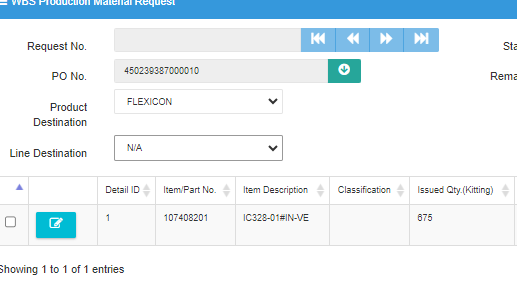 WBS Production Material Request
Request No.
Sta
PO No.
450239387000010
Rema
Product
Destination
FLEXICON
Line Destination
N/A
Detail ID Item/Part No. Item Description Classification Issued Qty.(Kitting)
1 107408201 IC328-01#IN-VE 675
Showing 1 to 1 of 1 entries